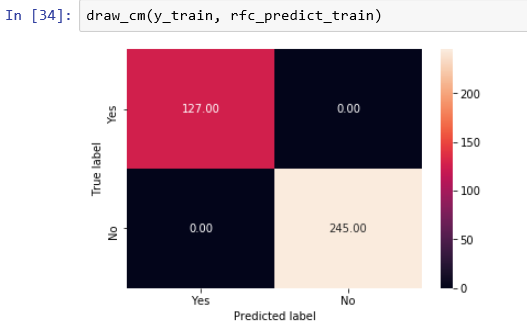 In [34]: draw_cm(y_train, rfc_predict_train)
Yes
127.00
0.00
True label
No
0.00
245.00
Yes
No
Predicted label
200
150
100
50
0